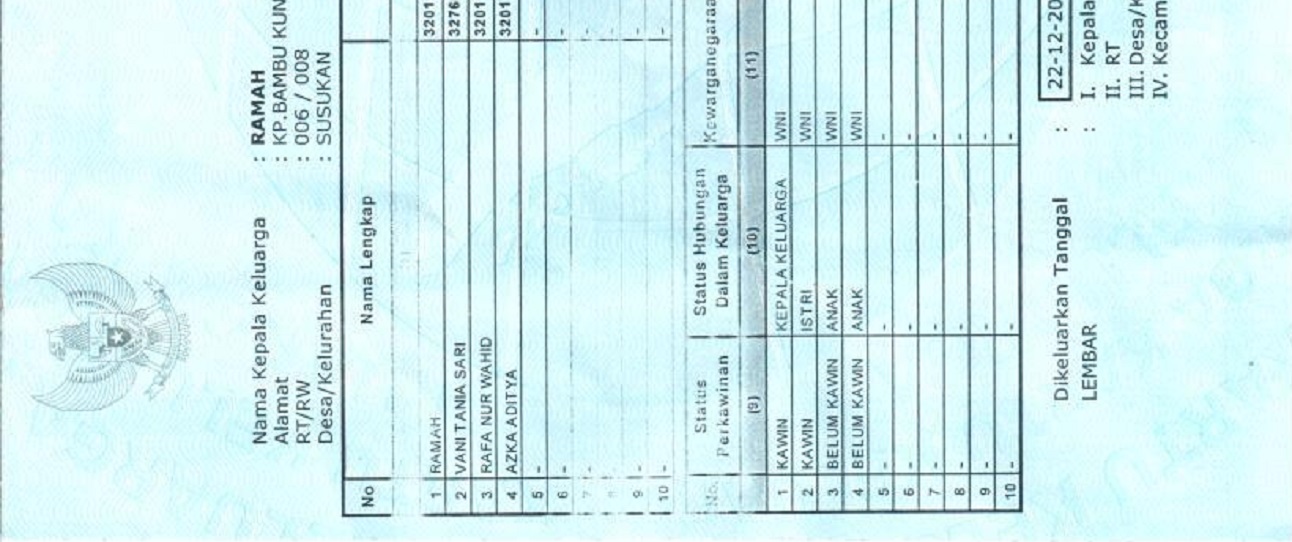 Nama Kepala Keluarga : RAMAH
Alamat : KP.BAMBU KUN
RT/RW : 006 / 008
Desa/Kelurahan : SUSUKAN
No Nama Lengkap
1 RAMAH 3201
2 VANI TANIA SARI 3276
3 RAFA NUR WAHID 3201
4 AZKA ADITYA 3201
5 - -
6 - -
7 - -
8 - -
9 - -
10 - -
No. Status Perkawinan Status Hubungan Dalam Keluarga Kewarganegaraa
(9) (10) (11)
1 KAWIN KEPALA KELUARGA WNI
2 KAWIN ISTRI WNI
3 BELUM KAWIN ANAK WNI
4 BELUM KAWIN ANAK WNI
5 - - -
6 - - -
7 - - -
8 - - -
9 - - -
10 - - -
Dikeluarkan Tanggal : 22-12-20
LEMBAR : I. Kepala
II. RT
III. Desa/K
IV. Kecam